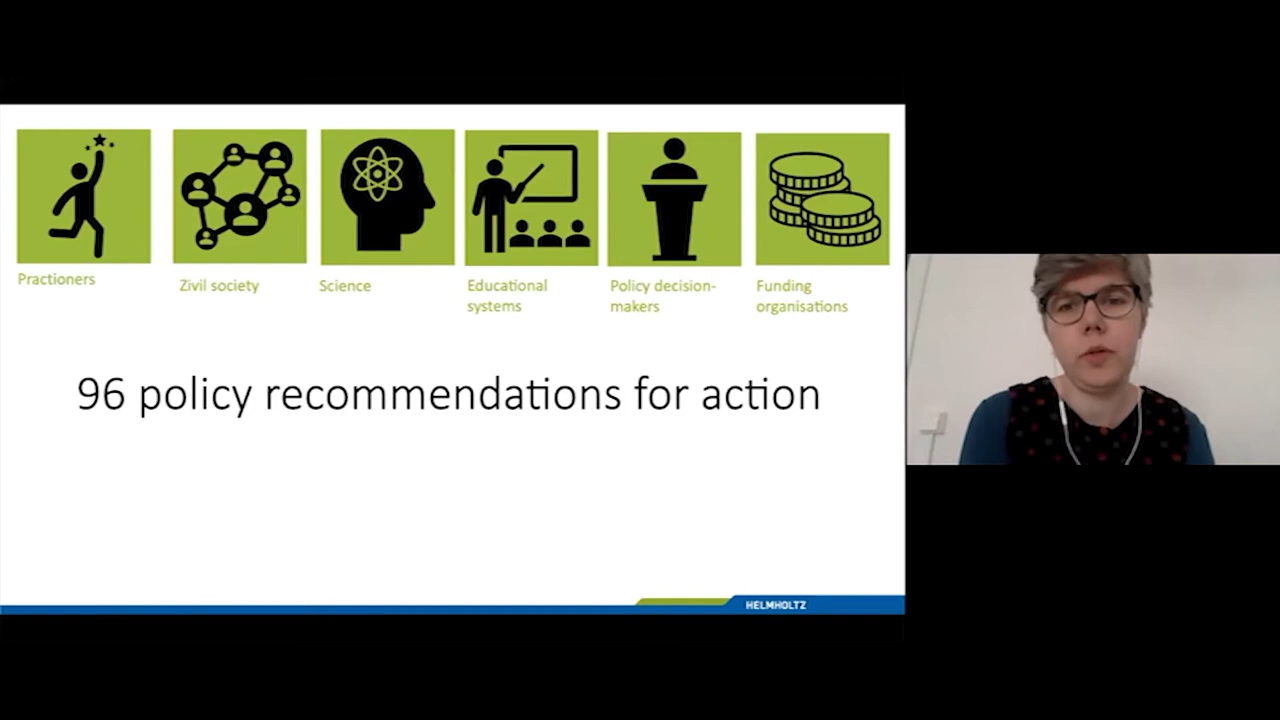 Practioners
Zivil society
Science
Educational
systems
Policy decision-
makers
Funding
organisations
96 policy recommendations for action
HELMHOLTZ